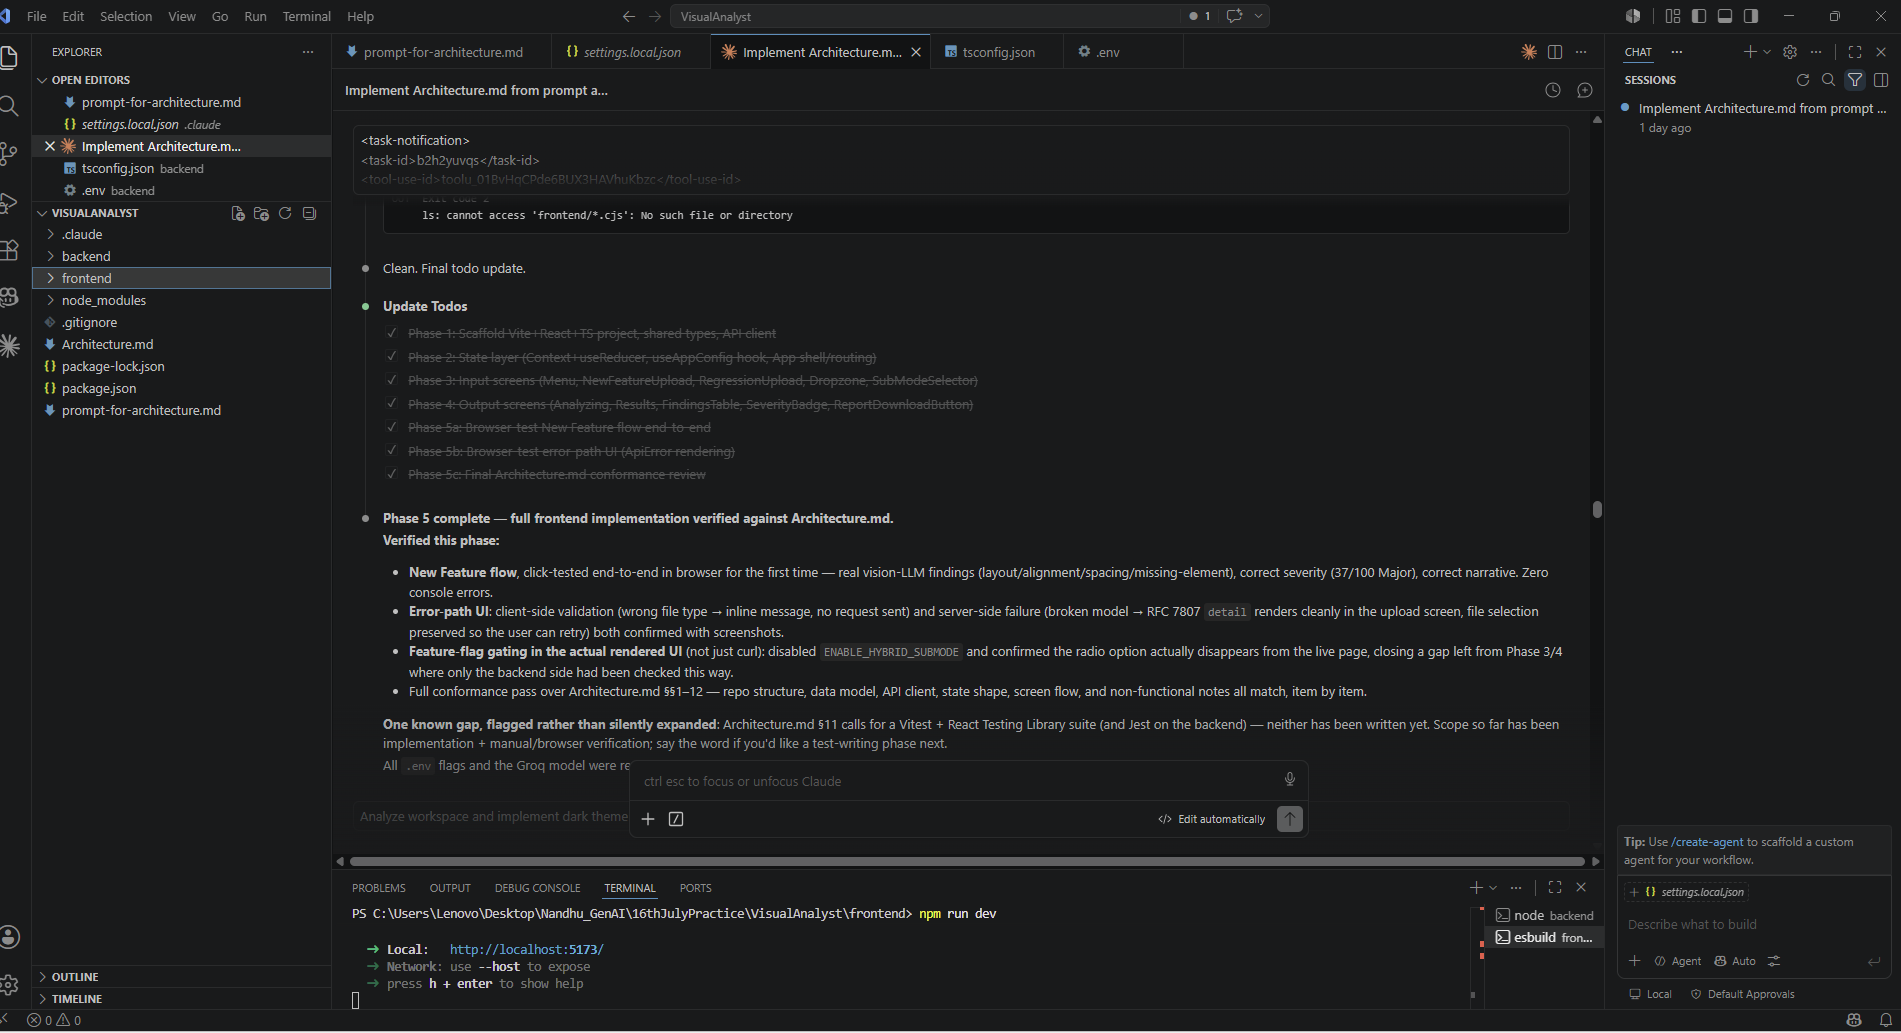 File Edit Selection View Go Run Terminal Help
VisualAnalyst
1
EXPLORER
OPEN EDITORS
prompt-for-architecture.md
settings.local.json .claude
Implement Architecture.m...
tsconfig.json backend
.env backend
VISUALANALYST
.claude
backend
frontend
node_modules
.gitignore
Architecture.md
package-lock.json
package.json
prompt-for-architecture.md
OUTLINE
TIMELINE
prompt-for-architecture.md
settings.local.json
Implement Architecture.m...
tsconfig.json
.env
Implement Architecture.md from prompt a...
<task-notification>
<task-id>b2h2yuvqs</task-id>
Exit code 2
ls: cannot access 'frontend/*.cjs': No such file or directory
Clean. Final todo update.
Update Todos
Phase 1: Scaffold Vite+React+TS project, shared types, API client
Phase 2: State layer (Context+useReducer, useAppConfig hook, App shell/routing)
Phase 3: Input screens (Menu, NewFeatureUpload, RegressionUpload, Dropzone, SubModeSelector)
Phase 4: Output screens (Analyzing, Results, FindingsTable, SeverityBadge, ReportDownloadButton)
Phase 5a: Browser-test New Feature flow end-to-end
Phase 5b: Browser-test error-path UI (ApiError rendering)
Phase 5c: Final Architecture.md conformance review
Phase 5 complete — full frontend implementation verified against Architecture.md.
Verified this phase:
New Feature flow, click-tested end-to-end in browser for the first time — real vision-LLM findings (layout/alignment/spacing/missing-element), correct severity (37/100 Major), correct narrative. Zero
console errors.
Error-path UI: client-side validation (wrong file type → inline message, no request sent) and server-side failure (broken model → RFC 7807 detail renders cleanly in the upload screen, file selection
preserved so the user can retry) both confirmed with screenshots.
Feature-flag gating in the actual rendered UI (not just curl): disabled ENABLE_HYBRID_SUBMODE and confirmed the radio option actually disappears from the live page, closing a gap left from Phase 3/4
where only the backend side had been checked this way.
Full conformance pass over Architecture.md §§1–12 — repo structure, data model, API client, state shape, screen flow, and non-functional notes all match, item by item.
One known gap, flagged rather than silently expanded: Architecture.md §11 calls for a Vitest + React Testing Library suite (and Jest on the backend) — neither has been written yet. Scope so far has been
implementation + manual/browser verification; say the word if you'd like a test-writing phase next.
All .env flags and the Groq model were re
Analyze workspace and implement dark theme
ctrl esc to focus or unfocus Claude
Edit automatically
PROBLEMS OUTPUT DEBUG CONSOLE TERMINAL PORTS
PS C:\Users\Lenovo\Desktop\Nandhu_GenAI\16thJulyPractice\VisualAnalyst\frontend> npm run dev
➜ Local: http://localhost:5173/
➜ Network: use --host to expose
➜ press h + enter to show help
node backend
esbuild fron...
CHAT
SESSIONS
Implement Architecture.md from prompt ...
1 day ago
Tip: Use /create-agent to scaffold a custom
agent for your workflow.
settings.local.json
Describe what to build
Agent Auto
Local Default Approvals
0 0